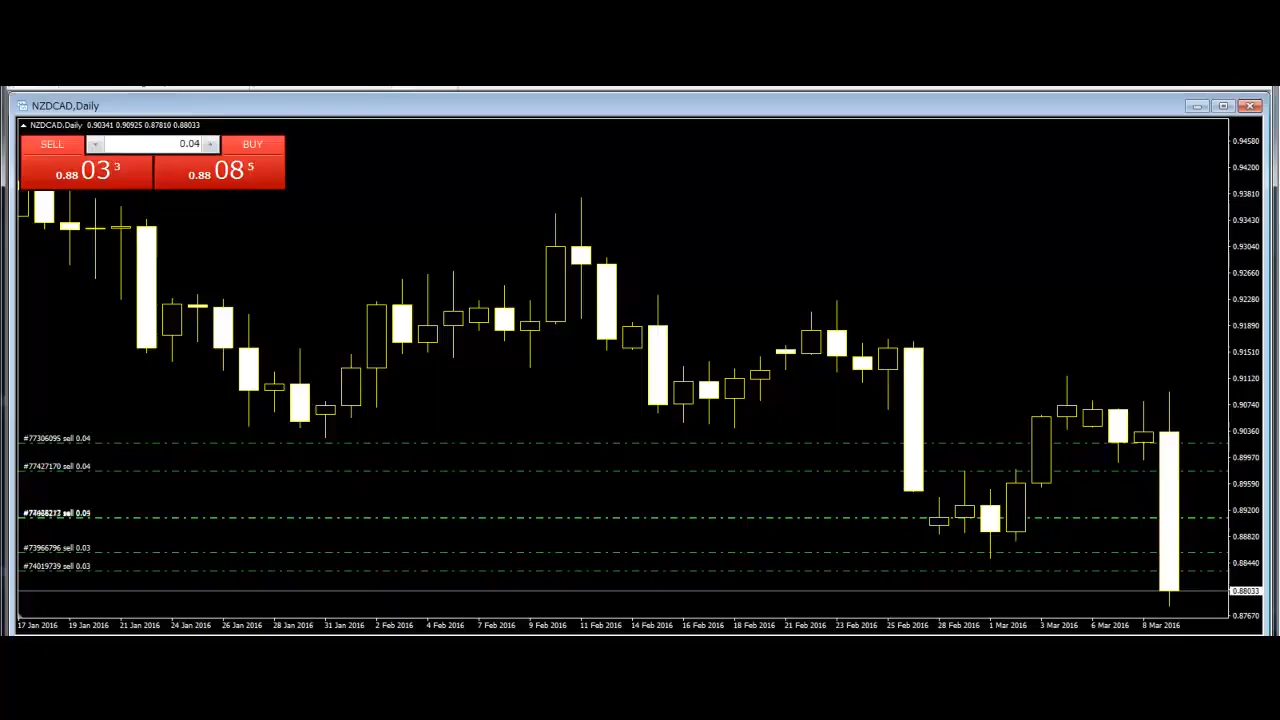 NZDCAD,Daily
NZDCAD,Daily 0.90341 0.90925 0.87810 0.88033
SELL 0.04 BUY
0.88 03 3 0.88 08 5
0.94580
0.94200
0.93810
0.93430
0.93040
0.92660
0.92280
0.91890
0.91510
0.91120
0.90740
0.90360
#77306095 sell 0.04
0.89970
#77427170 sell 0.04
0.89590
0.89200
sell
0.88820
#73966796 sell 0.03
0.88440
#74019739 sell 0.03
0.88033
0.87670
17 Jan 2016 19 Jan 2016 21 Jan 2016 24 Jan 2016 26 Jan 2016 28 Jan 2016 31 Jan 2016 2 Feb 2016 4 Feb 2016 7 Feb 2016 9 Feb 2016 11 Feb 2016 14 Feb 2016 16 Feb 2016 18 Feb 2016 21 Feb 2016 23 Feb 2016 25 Feb 2016 28 Feb 2016 1 Mar 2016 3 Mar 2016 6 Mar 2016 8 Mar 2016